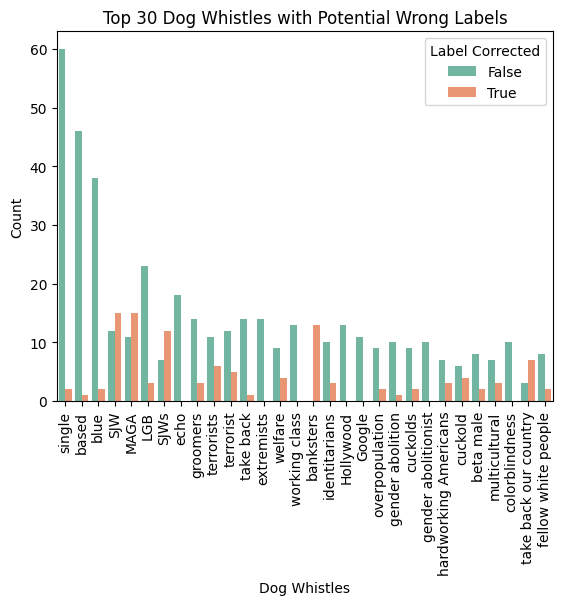 Top 30 Dog Whistles with Potential Wrong Labels
Label Corrected
False
True
Count
60
50
40
30
20
10
0
single
based
blue
SJW
MAGA
LGB
SJWs
echo
groomers
terrorists
terrorist
take back
extremists
welfare
working class
banksters
identitarians
Hollywood
Google
overpopulation
gender abolition
cuckolds
gender abolitionist
hardworking Americans
cuckold
beta male
multicultural
colorblindness
take back our country
fellow white people
Dog Whistles